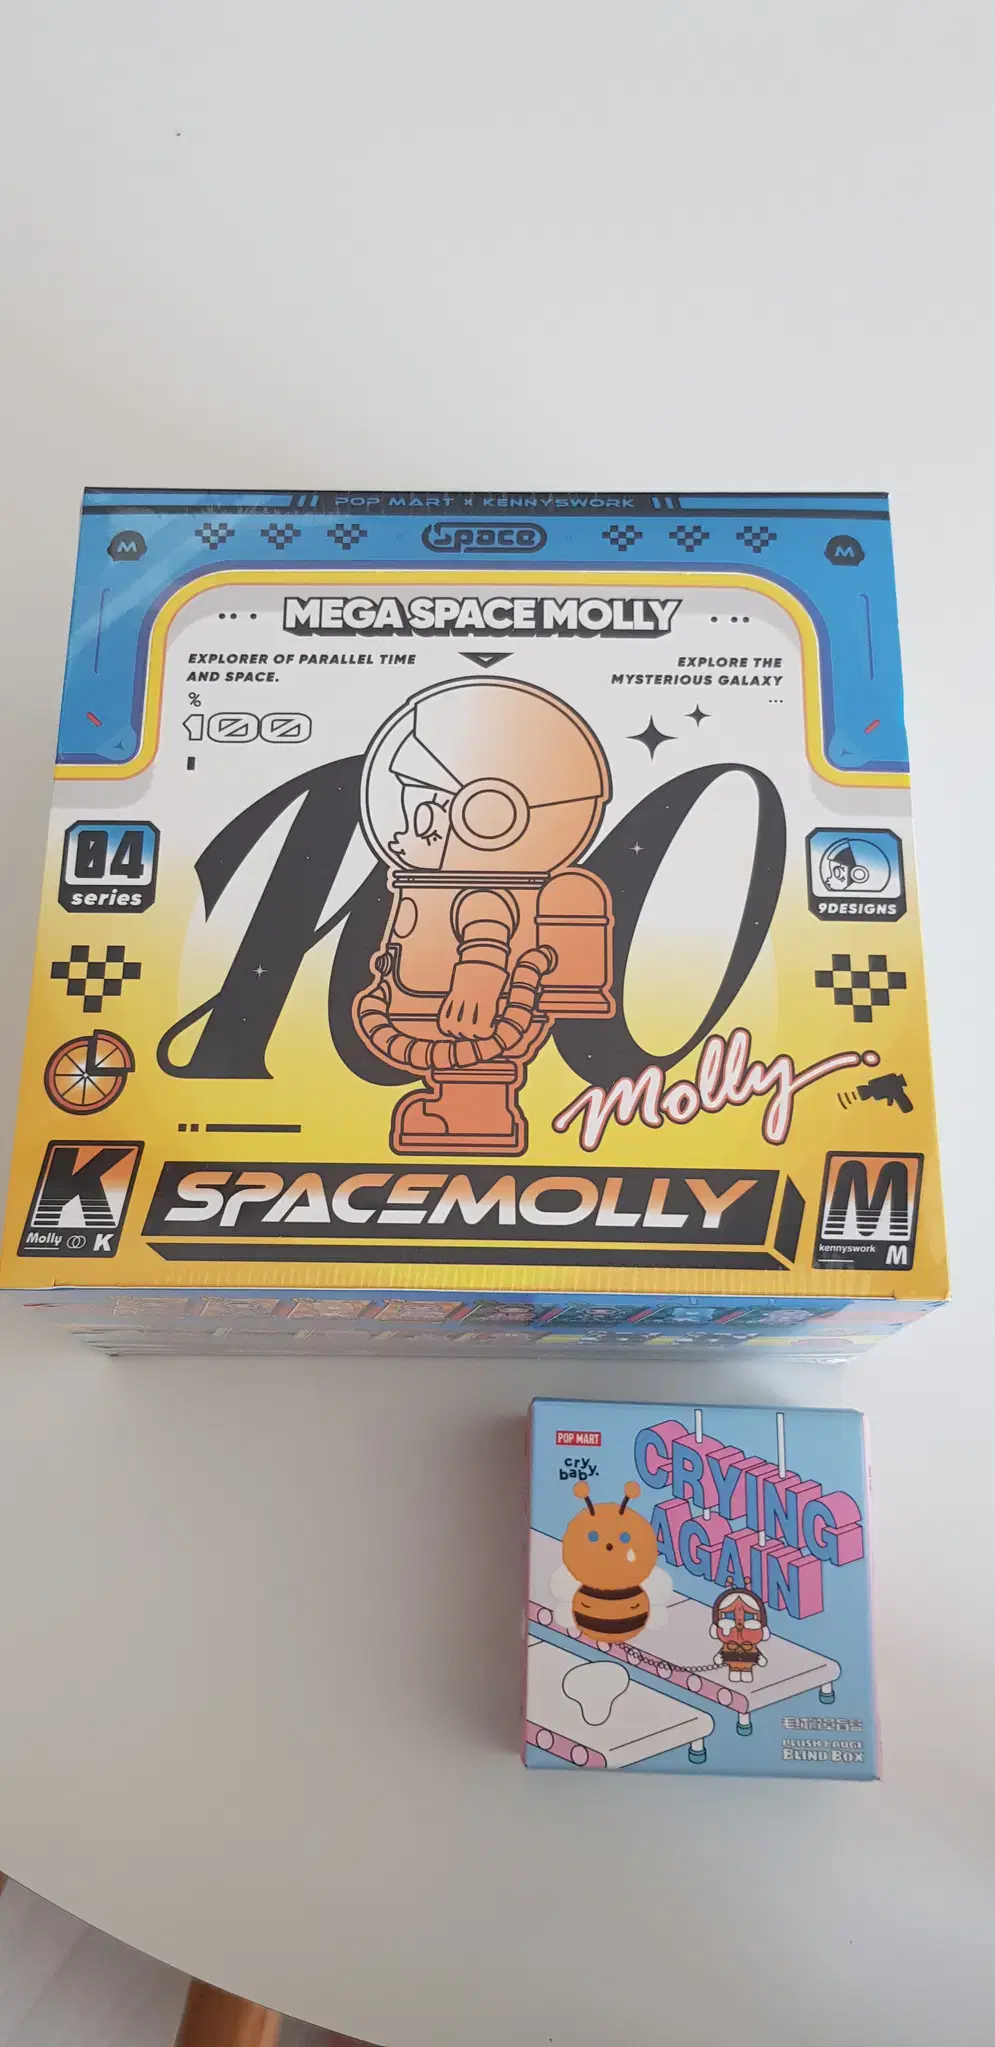 POP MART x KENNYSWORK
M
Space
M
MEGA SPACE MOLLY
EXPLORER OF PARALLEL TIME
AND SPACE.
EXPLORE THE
MYSTERIOUS GALAXY
...
%
100
100
04
series
9DESIGNS
Molly
K
Molly
K
SPACEMOLLY
M
kennyswork
M
POP MART
cry
baby.
CRYING
AGAIN
BLIND BOX